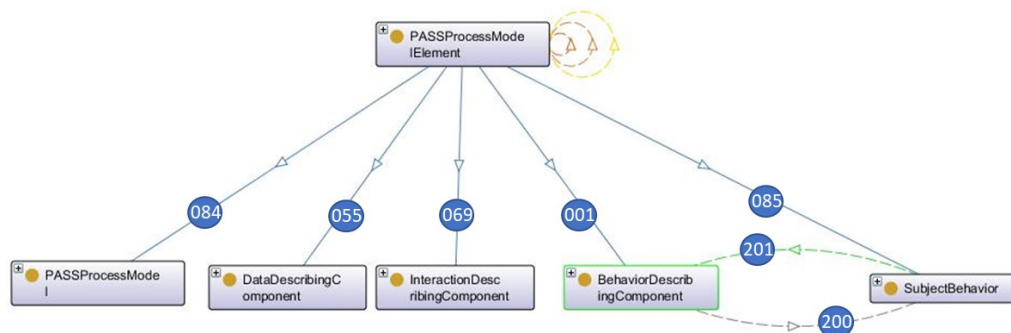 PASSProcessMode
lElement
084
055
069
001
085
201
PASSProcessMode
l
DataDescribingC
omponent
InteractionDesc
ribingComponent
BehaviorDescrib
ingComponent
SubjectBehavior
200